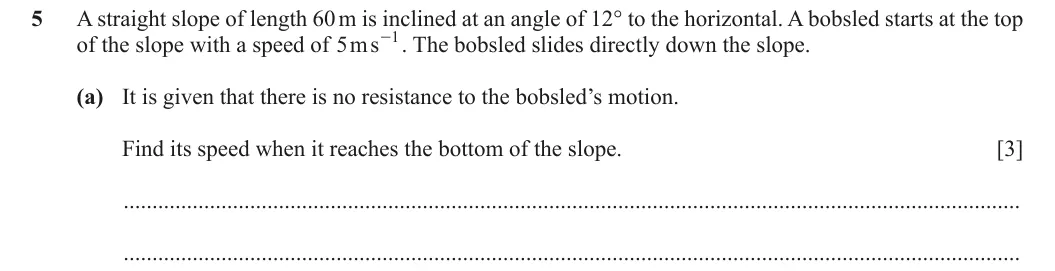 5 A straight slope of length 60 m is inclined at an angle of 12° to the horizontal. A bobsled starts at the top
of the slope with a speed of 5 m s⁻¹. The bobsled slides directly down the slope.
(a) It is given that there is no resistance to the bobsled’s motion.
Find its speed when it reaches the bottom of the slope. [3]